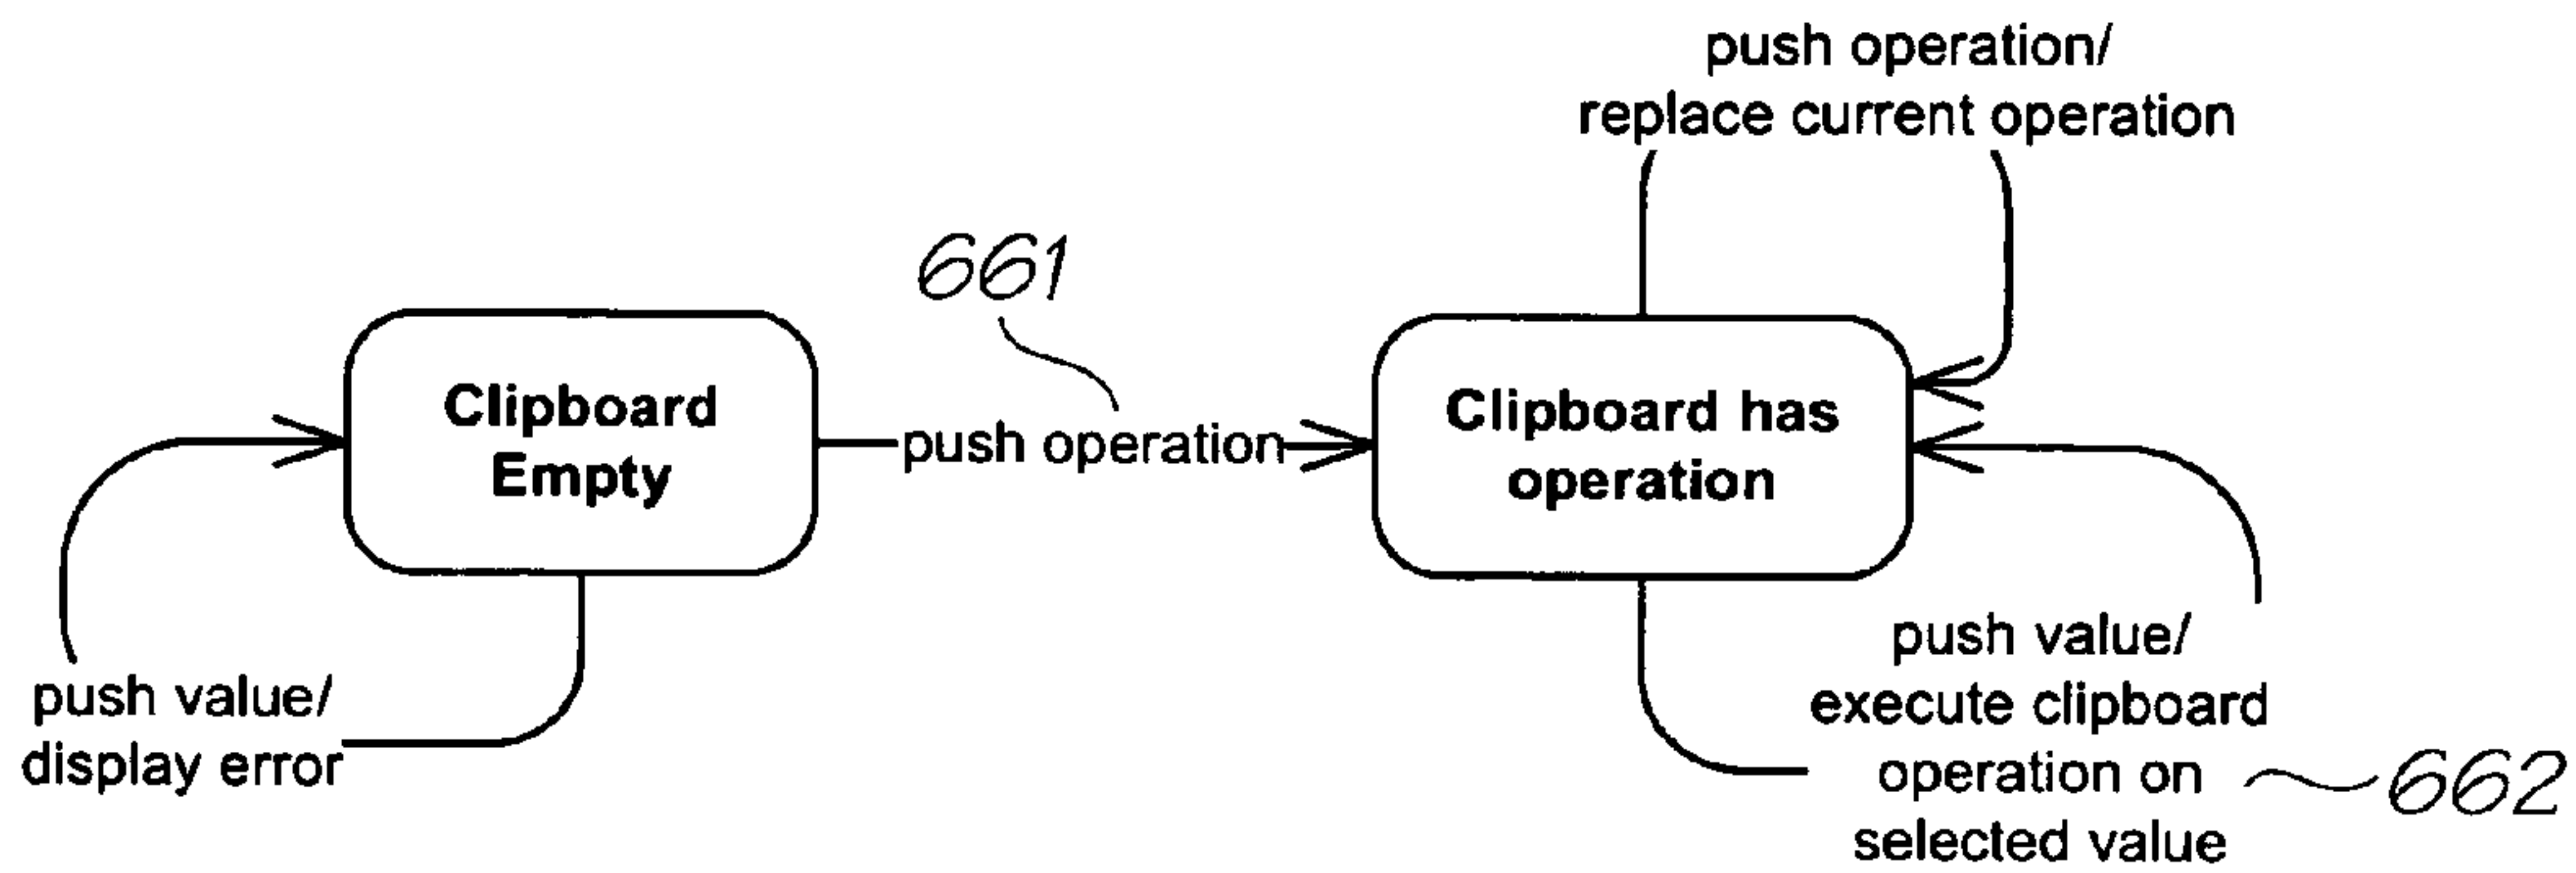 push operation/
replace current operation
661
Clipboard
Empty
push operation
Clipboard has
operation
push value/
display error
push value/
execute clipboard
operation on
selected value
662